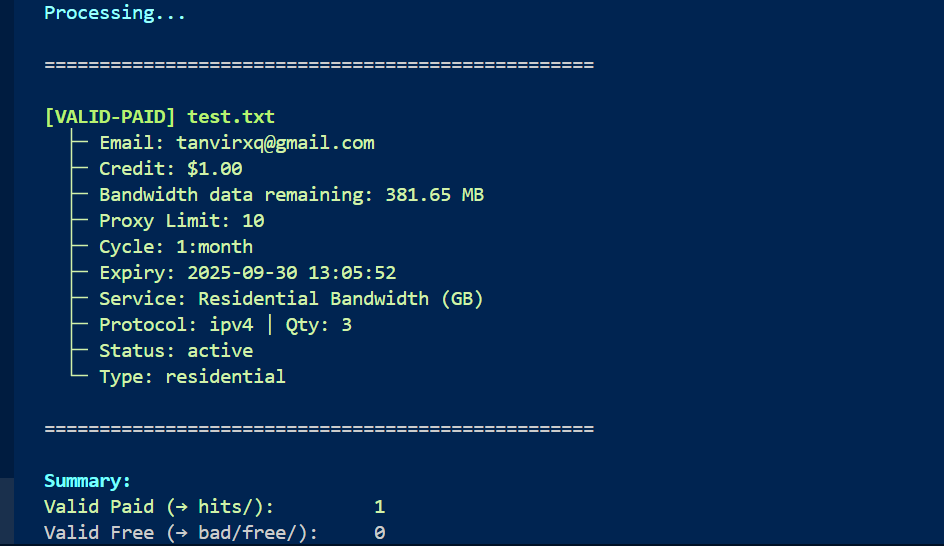 Processing...
==================================================
[VALID-PAID] test.txt
├─ Email: tanvirxq@gmail.com
├─ Credit: $1.00
├─ Bandwidth data remaining: 381.65 MB
├─ Proxy Limit: 10
├─ Cycle: 1:month
├─ Expiry: 2025-09-30 13:05:52
├─ Service: Residential Bandwidth (GB)
├─ Protocol: ipv4 | Qty: 3
├─ Status: active
└─ Type: residential
==================================================
Summary:
Valid Paid (→ hits/): 1
Valid Free (→ bad/free/): 0